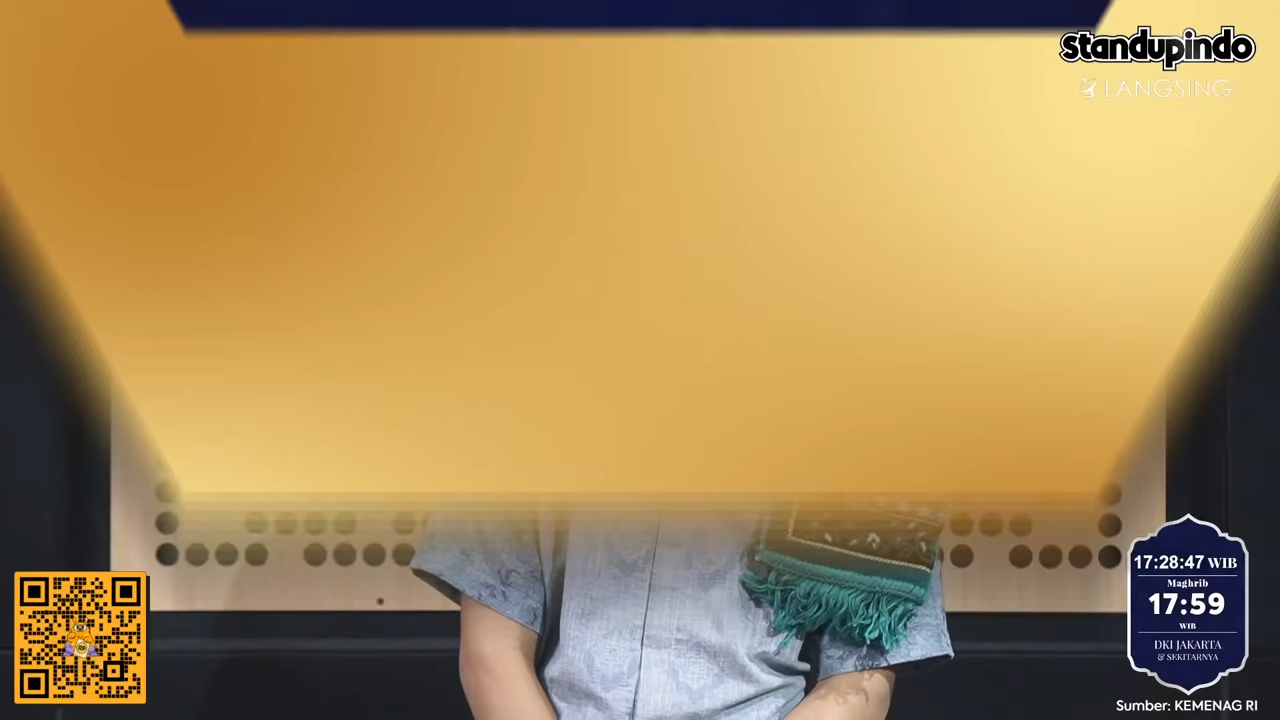 standupindo
LANGSING
17:28:47 WIB
Maghrib
17:59
WIB
DKI JAKARTA
& SEKITARNYA
Sumber: KEMENAG RI